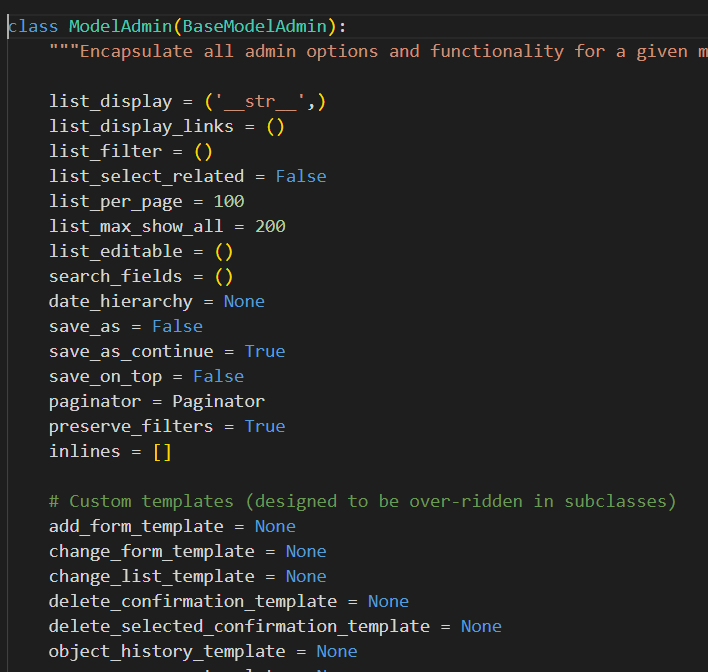 class ModelAdmin(BaseModelAdmin):
    """Encapsulate all admin options and functionality for a given

    list_display = ('__str__',)
    list_display_links = ()
    list_filter = ()
    list_select_related = False
    list_per_page = 100
    list_max_show_all = 200
    list_editable = ()
    search_fields = ()
    date_hierarchy = None
    save_as = False
    save_as_continue = True
    save_on_top = False
    paginator = Paginator
    preserve_filters = True
    inlines = []

    # Custom templates (designed to be over-ridden in subclasses)
    add_form_template = None
    change_form_template = None
    change_list_template = None
    delete_confirmation_template = None
    delete_selected_confirmation_template = None
    object_history_template = None